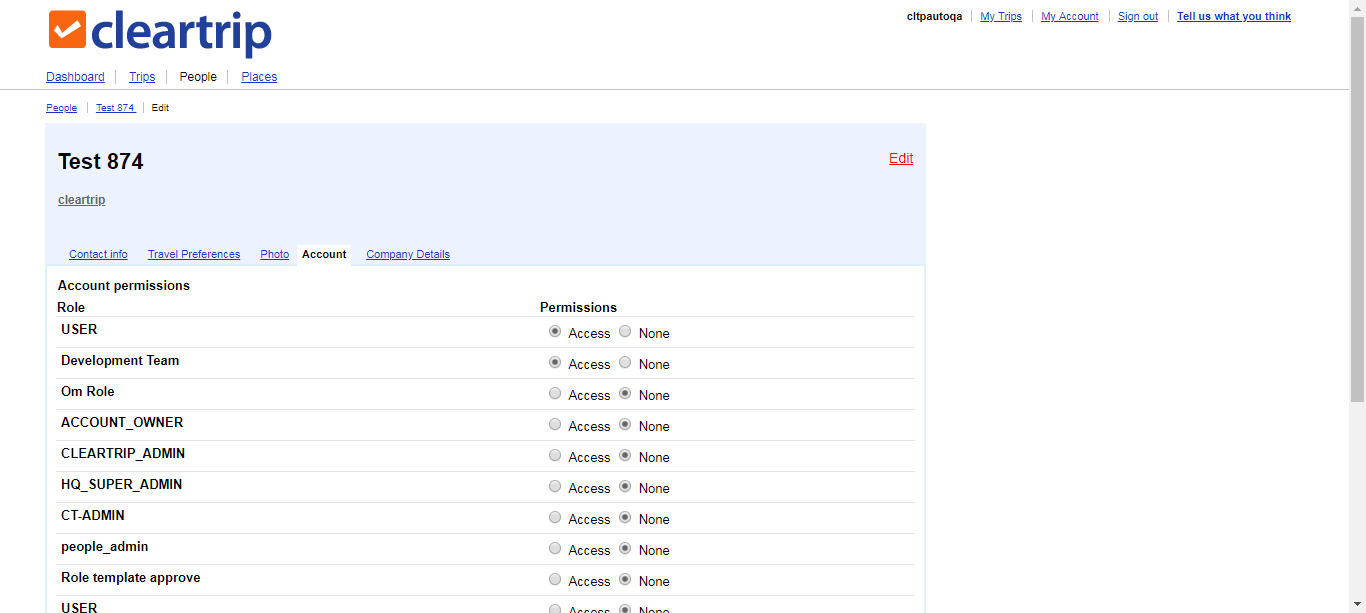 cleartrip
cltpautoqa My Trips My Account Sign out Tell us what you think
Dashboard Trips People Places
People Test 874 Edit
Test 874 Edit
cleartrip
Contact info Travel Preferences Photo Account Company Details
Account permissions
Role Permissions
USER Access None
Development Team Access None
Om Role Access None
ACCOUNT_OWNER Access None
CLEARTRIP_ADMIN Access None
HQ_SUPER_ADMIN Access None
CT-ADMIN Access None
people_admin Access None
Role template approve Access None
USER Access None